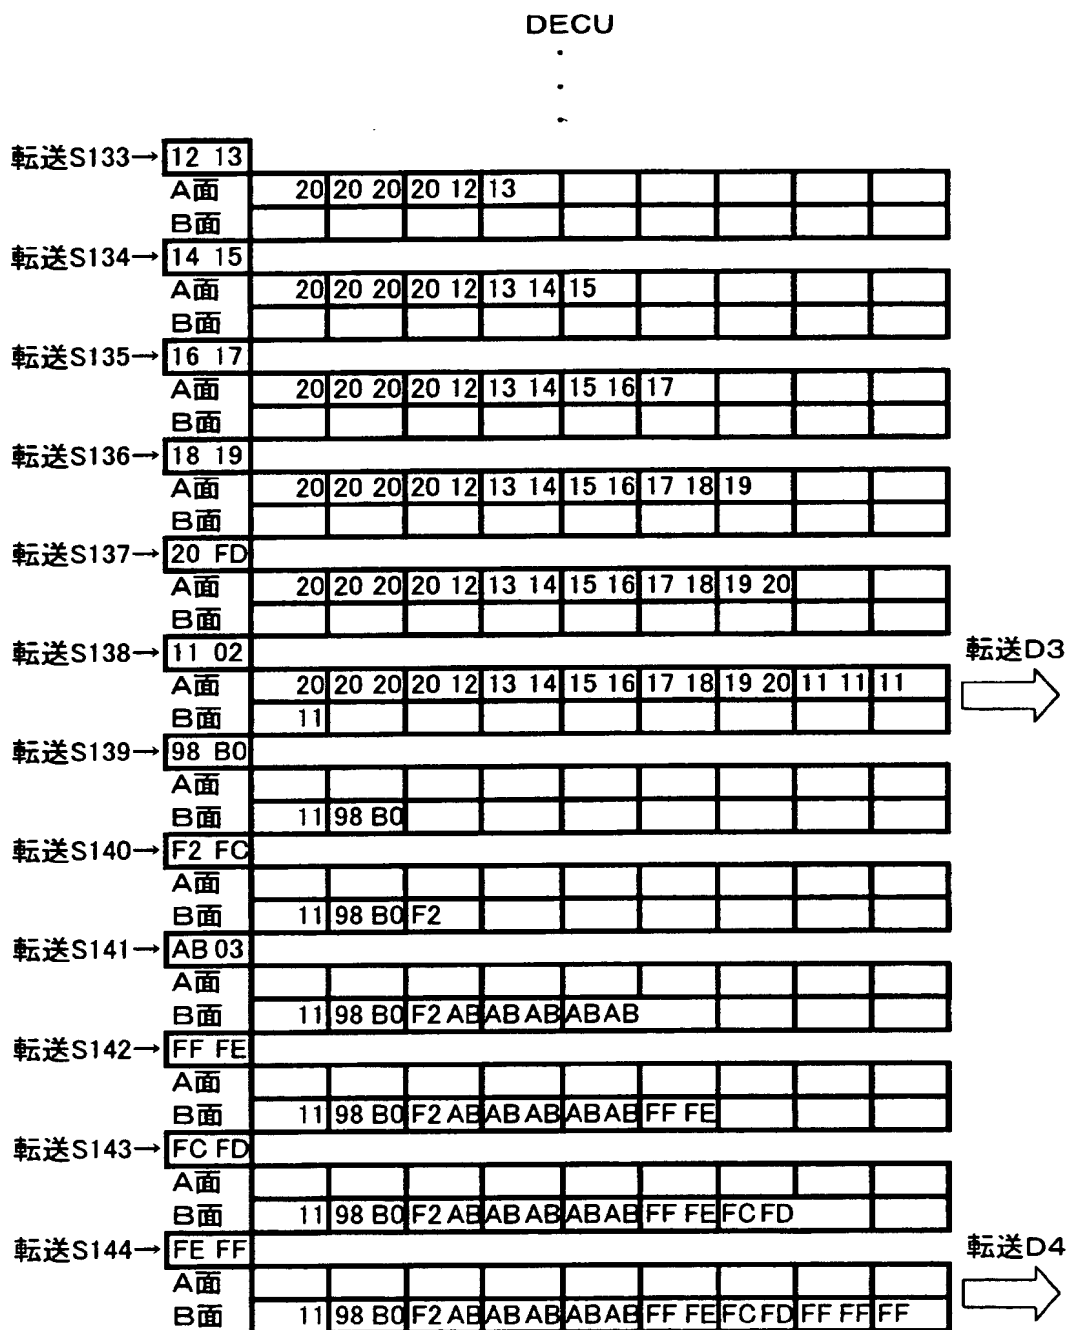 DECU
転送S133→ 12 13
A面 20 20 20 20 12 13
B面
転送S134→ 14 15
A面 20 20 20 20 12 13 14 15
B面
転送S135→ 16 17
A面 20 20 20 20 12 13 14 15 16 17
B面
転送S136→ 18 19
A面 20 20 20 20 12 13 14 15 16 17 18 19
B面
転送S137→ 20 FD
A面 20 20 20 20 12 13 14 15 16 17 18 19 20
B面
転送S138→ 11 02 転送D3
A面 20 20 20 20 12 13 14 15 16 17 18 19 20 11 11 11
B面 11
転送S139→ 98 B0
A面
B面 11 98 B0
転送S140→ F2 FC
A面
B面 11 98 B0 F2
転送S141→ AB 03
A面
B面 11 98 B0 F2 AB AB AB AB AB
転送S142→ FF FE
A面
B面 11 98 B0 F2 AB AB AB AB AB FF FE
転送S143→ FC FD
A面
B面 11 98 B0 F2 AB AB AB AB AB FF FE FC FD
転送S144→ FE FF 転送D4
A面
B面 11 98 B0 F2 AB AB AB AB AB FF FE FC FD FF FF FF